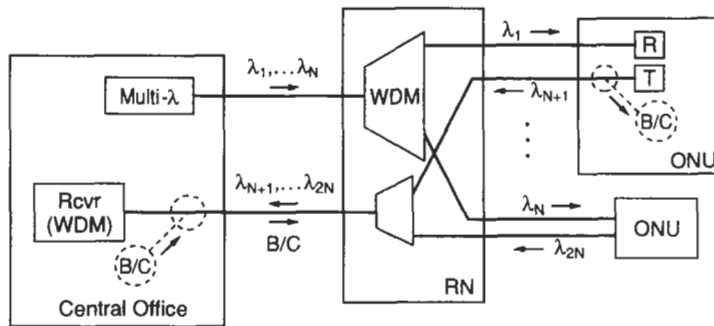 λ1
R
λ1,...λN
T
Multi-λ
WDM
λN+1
B/C
ONU
λN+1,...λ2N
Rcvr
(WDM)
λN
B/C
ONU
λ2N
B/C
RN
Central Office